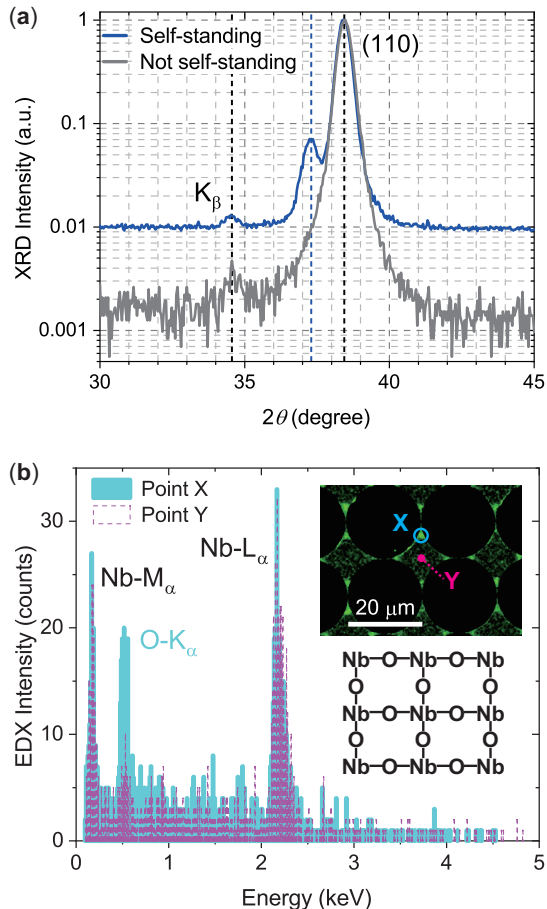 (a)
1
0.1
0.01
0.001
XRD Intensity (a.u.)
Self-standing
Not self-standing
(110)
Kβ
30 35 40 45
2θ (degree)
(b)
30
20
10
0
EDX Intensity (counts)
Point X
Point Y
Nb-Mα
O-Kα
Nb-Lα
X
Y
20 μm
Nb–O–Nb–O–Nb
O O O
Nb–O–Nb–O–Nb
O O O
Nb–O–Nb–O–Nb
0 1 2 3 4 5
Energy (keV)